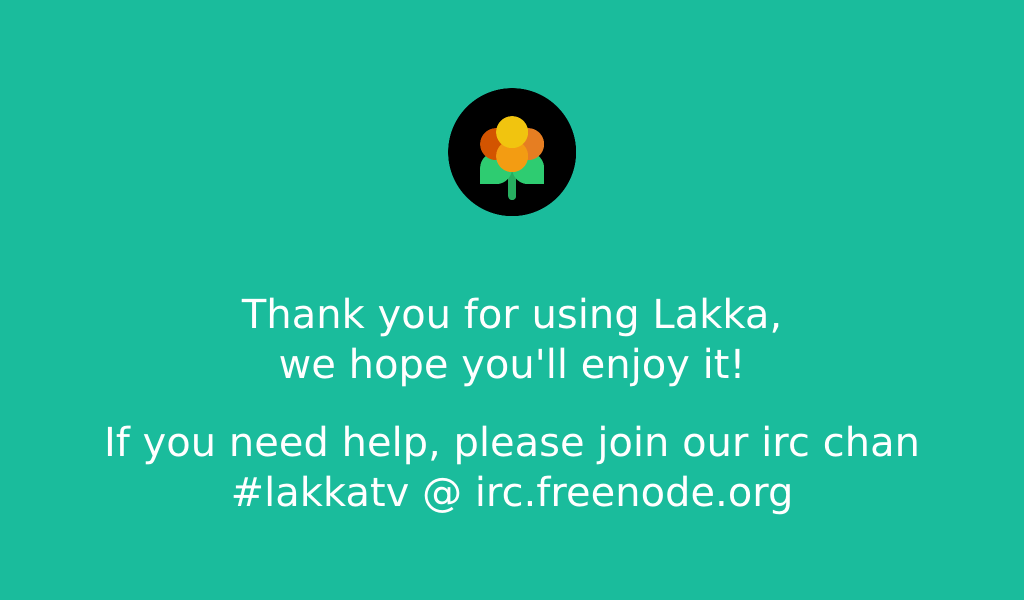 Thank you for using Lakka,
we hope you'll enjoy it!
If you need help, please join our irc chan
#lakkatv @ irc.freenode.org